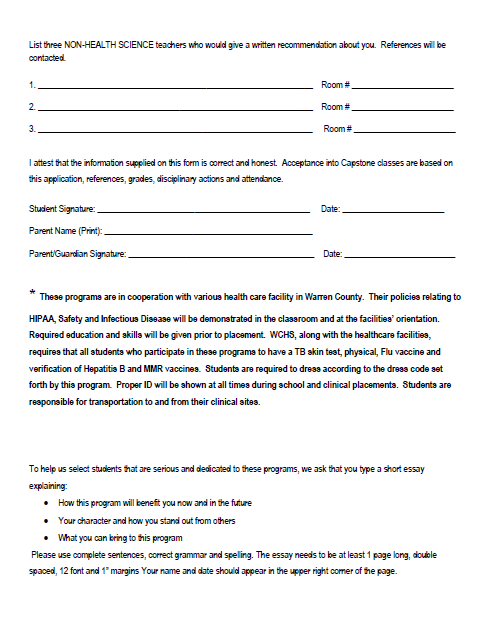 List three NON-HEALTH SCIENCE teachers who would give a written recommendation about you.  References will be
contacted.
1. ______________________________ Room # ______________
2. ______________________________ Room # ______________
3. ______________________________ Room # ______________
I attest that the information supplied on this form is correct and honest.  Acceptance into Capstone classes are based on
this application, references, grades, disciplinary actions and attendance.
Student Signature: ______________________________ Date: ______________
Parent Name (Print): ______________________________
Parent/Guardian Signature: ______________________________ Date: ______________
* These programs are in cooperation with various health care facility in Warren County.  Their policies relating to
HIPAA, Safety and Infectious Disease will be demonstrated in the classroom and at the facilities' orientation.
Required education and skills will be given prior to placement.  WCHS, along with the healthcare facilities,
requires that all students who participate in these programs to have a TB skin test, physical, Flu vaccine and
verification of Hepatitis B and MMR vaccines.  Students are required to dress according to the dress code set
forth by this program.  Proper ID will be shown at all times during school and clinical placements.  Students are
responsible for transportation to and from their clinical sites.
To help us select students that are serious and dedicated to these programs, we ask that you type a short essay
explaining:
• How this program will benefit you now and in the future
• Your character and how you stand out from others
• What you can bring to this program
Please use complete sentences, correct grammar and spelling. The essay needs to be at least 1 page long, double
spaced, 12 font and 1" margins Your name and date should appear in the upper right corner of the page.